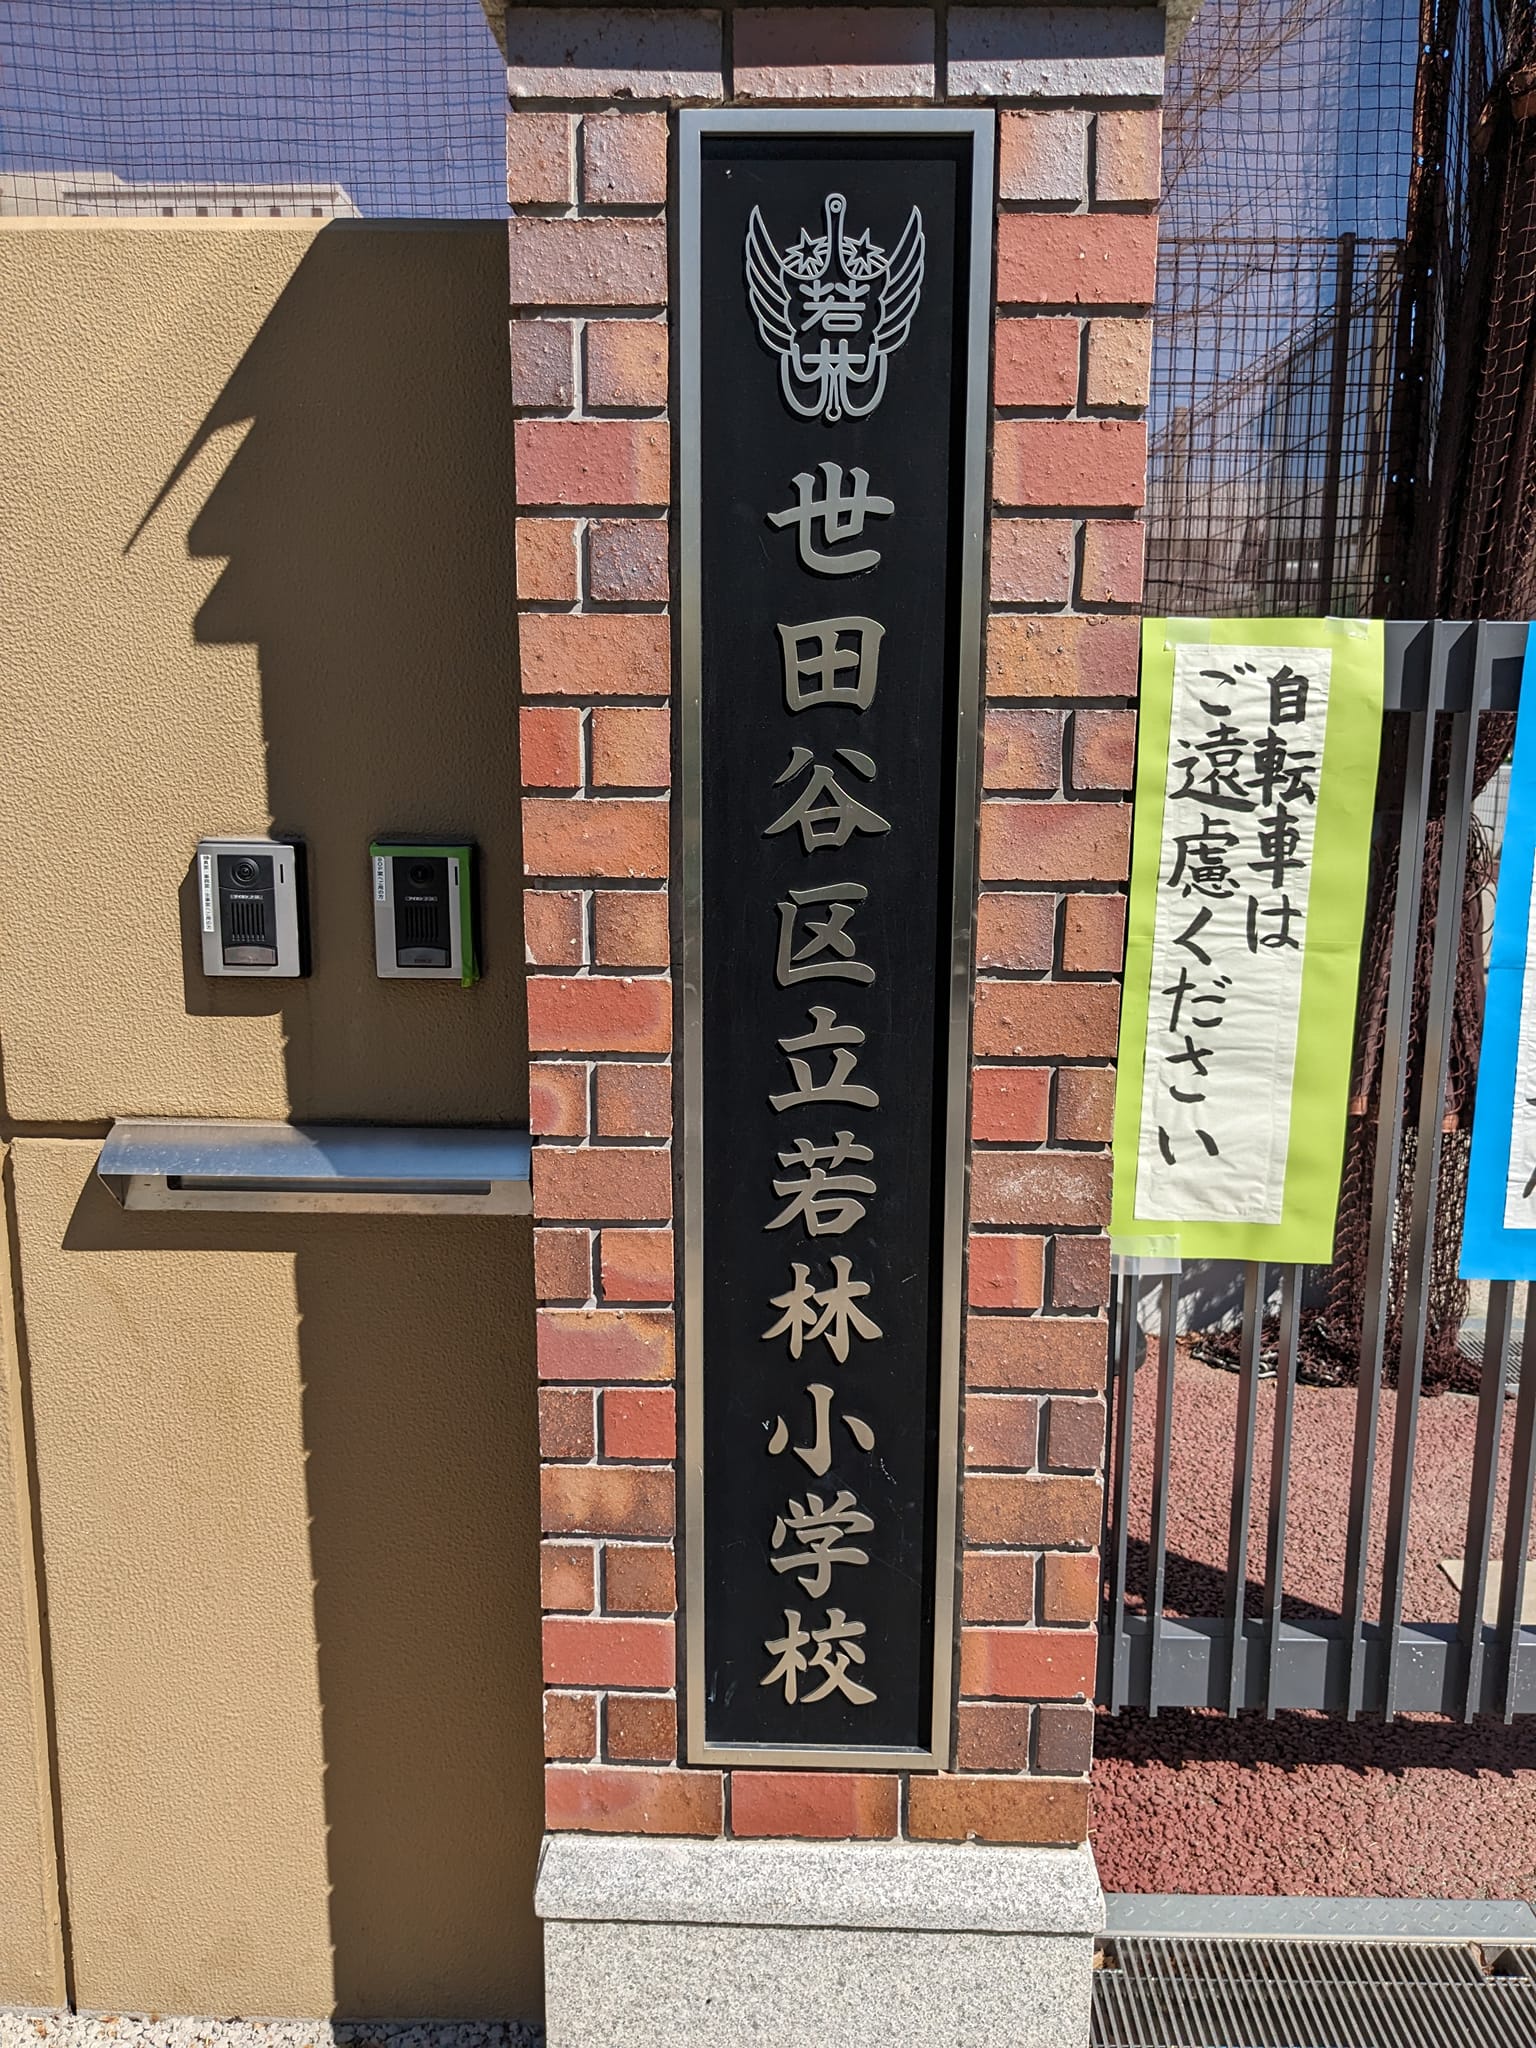 若林
世田谷区立若林小学校
自転車は
ご遠慮ください